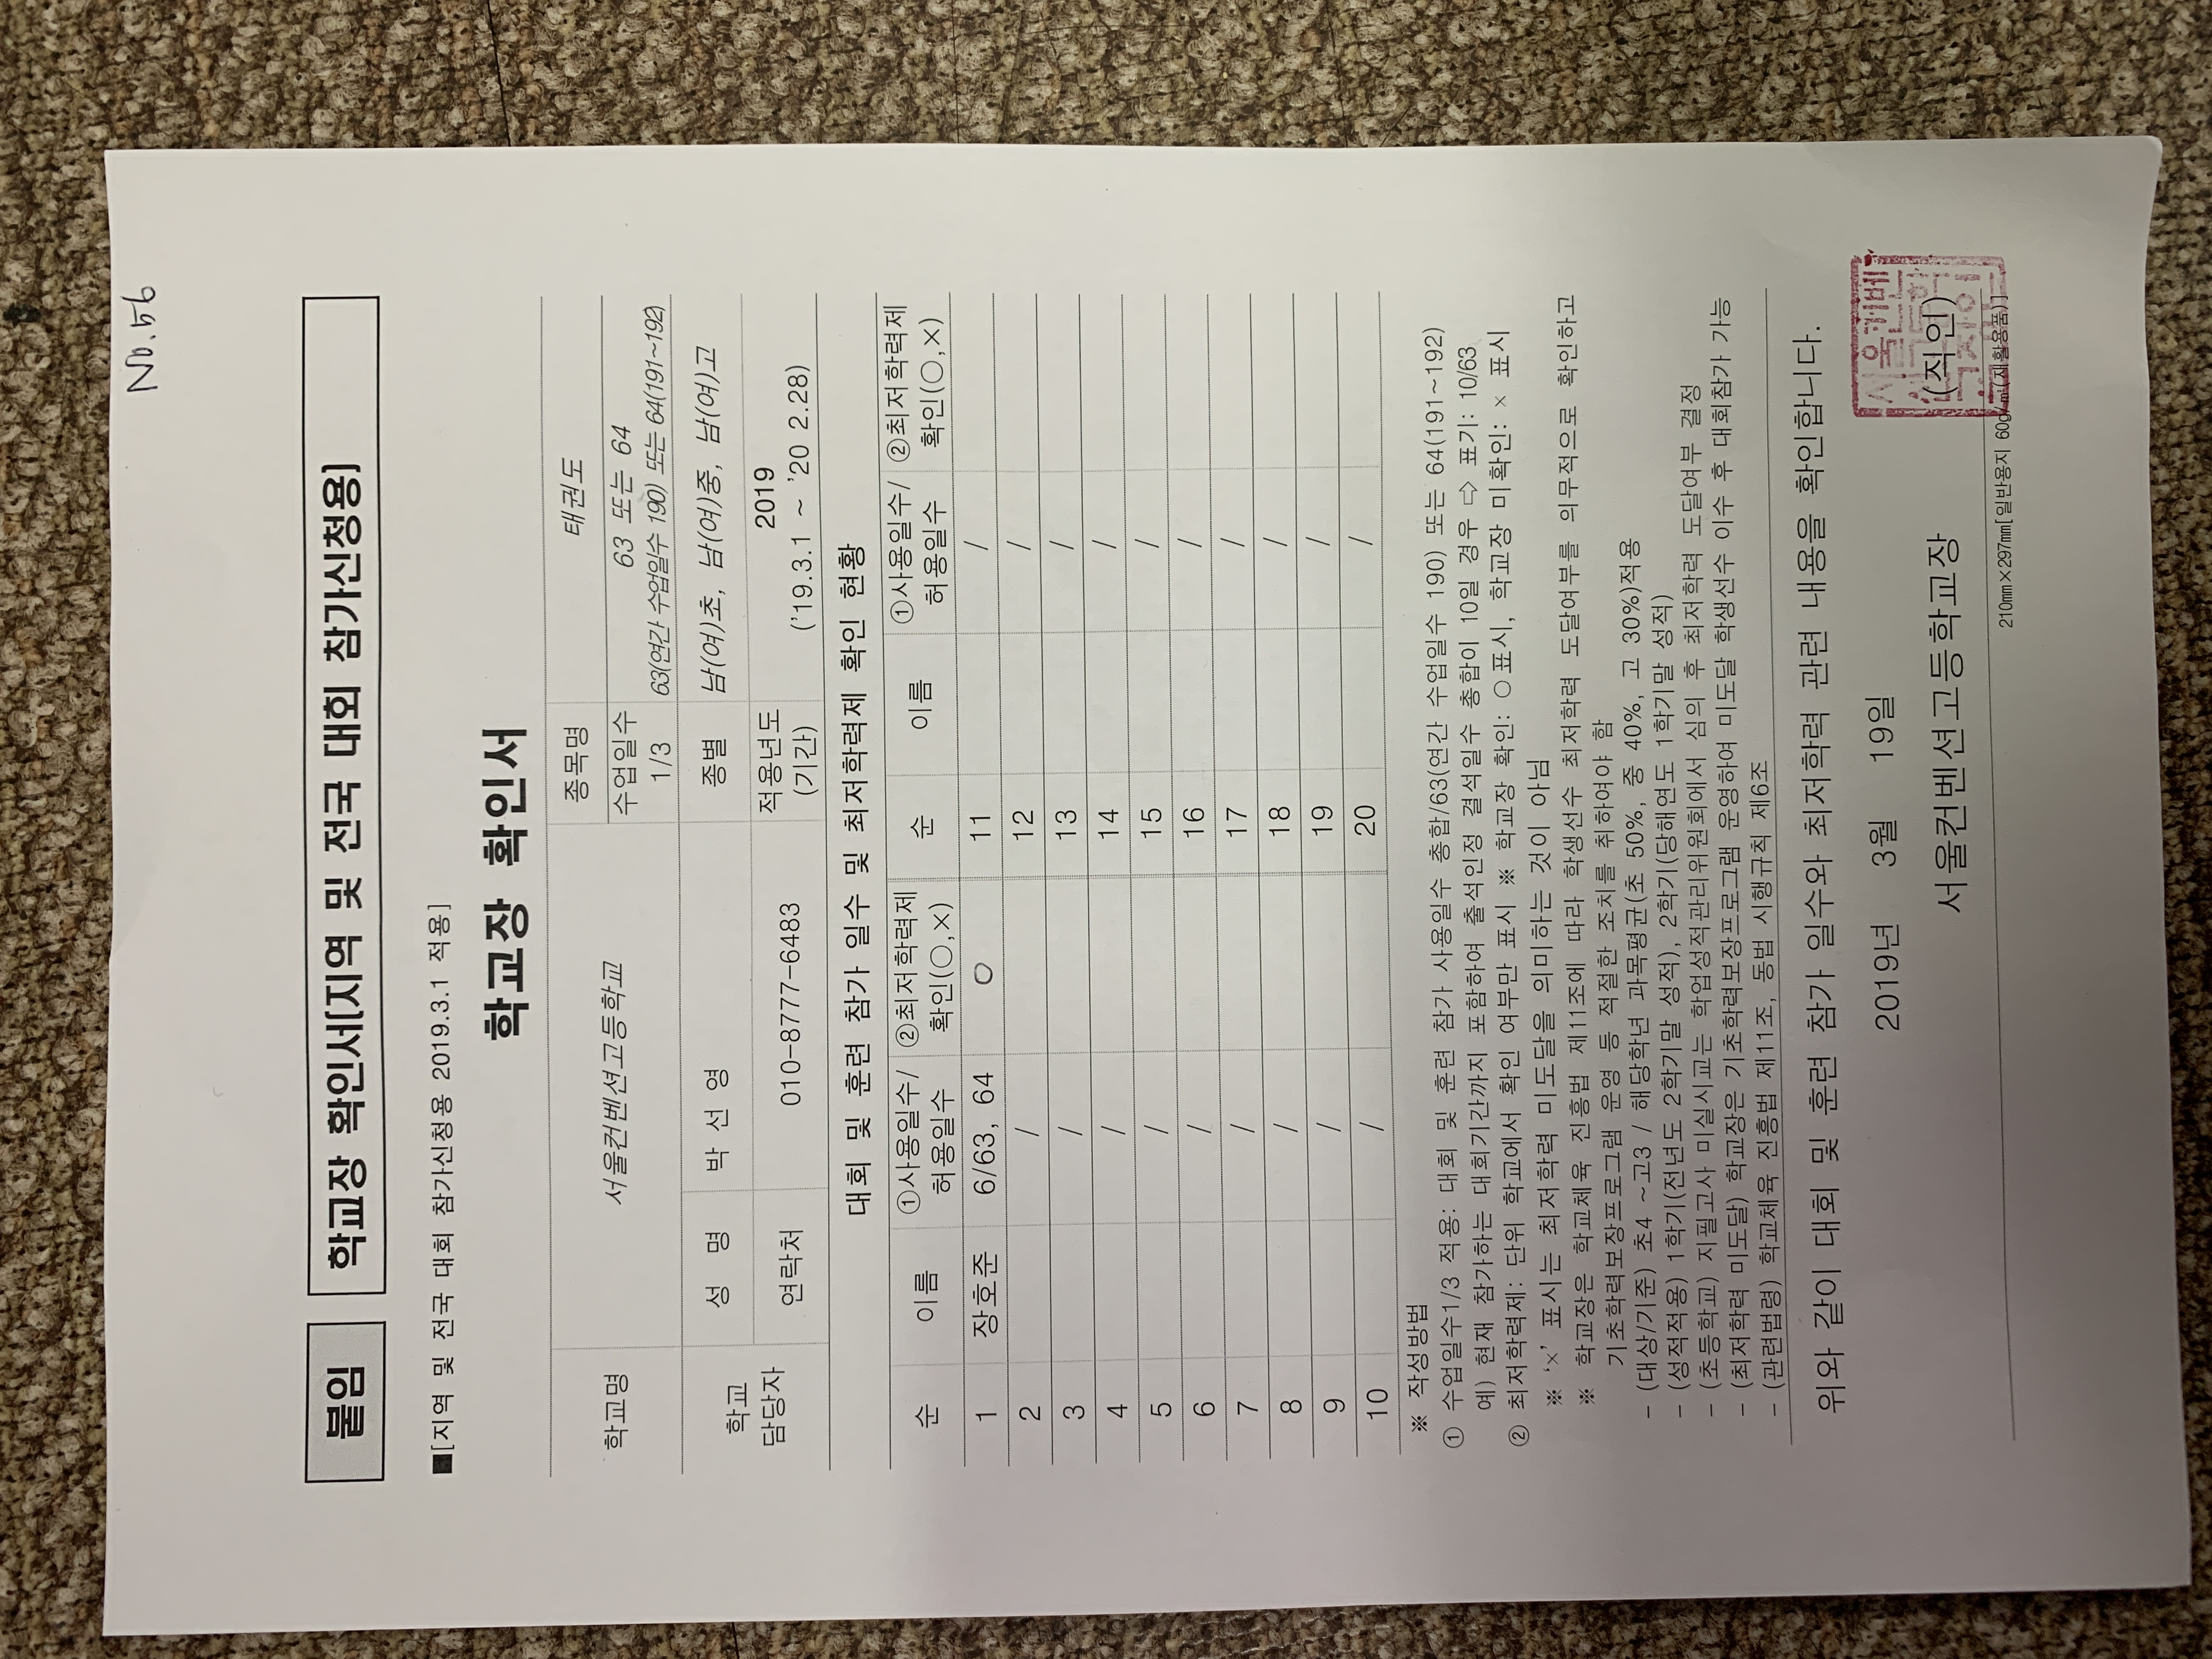 No.56
붙임
학교장 확인서[지역 및 전국 대회 참가신청용]
■[지역 및 전국 대회 참가신청용 2019.3.1 적용]
학교장 확인서
학교명 서울컨벤션고등학교 종목명 태권도
수업일수 1/3 63 또는 64
63(연간 수업일수 190) 또는 64(191~192)
학교 담당자 성 명 박 선 영 종별 남(여)초, 남(여)중, 남(여)고
연락처 010-8777-6483 적용년도 (기간) 2019
('19.3.1 ~ '20 2.28)
대회 및 훈련 참가 일수 및 최저학력제 확인 현황
순 이름 ①사용일수/허용일수 ②최저학력제 확인(○,×) 순 이름 ①사용일수/허용일수 ②최저학력제 확인(○,×)
1 장호준 6/63, 64 ○ 11 /
2 / 12 /
3 / 13 /
4 / 14 /
5 / 15 /
6 / 16 /
7 / 17 /
8 / 18 /
9 / 19 /
10 / 20 /
※ 작성방법
① 수업일수1/3 적용: 대회 및 훈련 참가 사용일수 총합/63(연간 수업일수 190) 또는 64(191~192)
예) 현재 참가하는 대회기간까지 포함하여 출석인정 결석일수 총합이 10일 경우 ⇨ 표기: 10/63
② 최저학력제: 단위 학교에서 확인 여부만 표시 ※ 학교장 확인: ○표시, 학교장 미확인: × 표시
※ '×' 표시는 최저학력 미도달을 의미하는 것이 아님
※ 학교장은 학교체육 진흥법 제11조에 따라 학생선수 최저학력 도달여부를 의무적으로 확인하고
기초학력보장프로그램 운영 등 적절한 조치를 취하여야 함
- (대상/기준) 초4 ~고3 / 해당학년 과목평균(초 50%, 중 40%, 고 30%)적용
- (성적적용) 1학기(전년도 2학기말 성적), 2학기(당해연도 1학기말 성적)
- (초등학교) 지필고사 미실시교는 학업성적관리위원회에서 심의 후 최저학력 도달여부 결정
- (최저학력 미도달) 학교장은 기초학력보장프로그램 운영하여 미도달 학생선수 이수 후 대회참가 가능
- (관련법령) 학교체육 진흥법 제11조, 동법 시행규칙 제6조
위와 같이 대회 및 훈련 참가 일수와 최저학력 관련 내용을 확인합니다.
2019년 3월 19일
서울컨벤션고등학교장 (직인)
210㎜×297㎜[일반용지 60g/㎡(재활용품)]